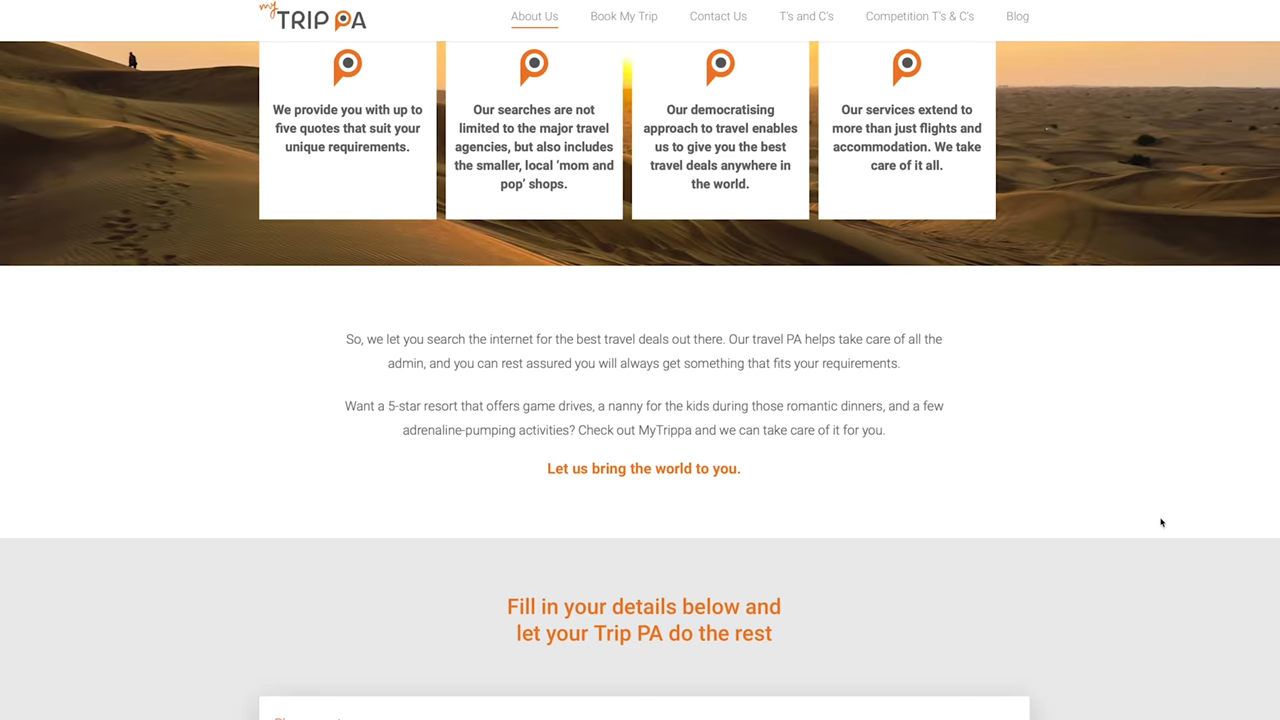 my
TRIP PA
About Us
Book My Trip
Contact Us
T's and C's
Competition T's & C's
Blog
We provide you with up to
five quotes that suit your
unique requirements.
Our searches are not
limited to the major travel
agencies, but also includes
the smaller, local ‘mom and
pop’ shops.
Our democratising
approach to travel enables
us to give you the best
travel deals anywhere in
the world.
Our services extend to
more than just flights and
accommodation. We take
care of it all.
So, we let you search the internet for the best travel deals out there. Our travel PA helps take care of all the
admin, and you can rest assured you will always get something that fits your requirements.
Want a 5-star resort that offers game drives, a nanny for the kids during those romantic dinners, and a few
adrenaline-pumping activities? Check out MyTrippa and we can take care of it for you.
Let us bring the world to you.
Fill in your details below and
let your Trip PA do the rest